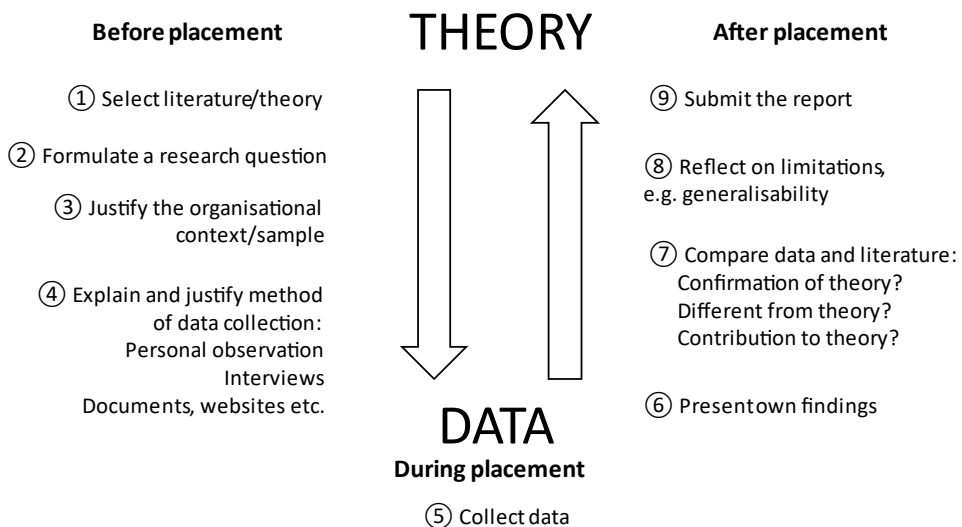 THEORY
Before placement
① Select literature/theory
② Formulate a research question
③ Justify the organisational
context/sample
④ Explain and justify method
of data collection:
Personal observation
Interviews
Documents, websites etc.
DATA
During placement
⑤ Collect data
After placement
⑨ Submit the report
⑧ Reflect on limitations,
e.g. generalisability
⑦ Compare data and literature:
Confirmation of theory?
Different from theory?
Contribution to theory?
⑥ Present own findings